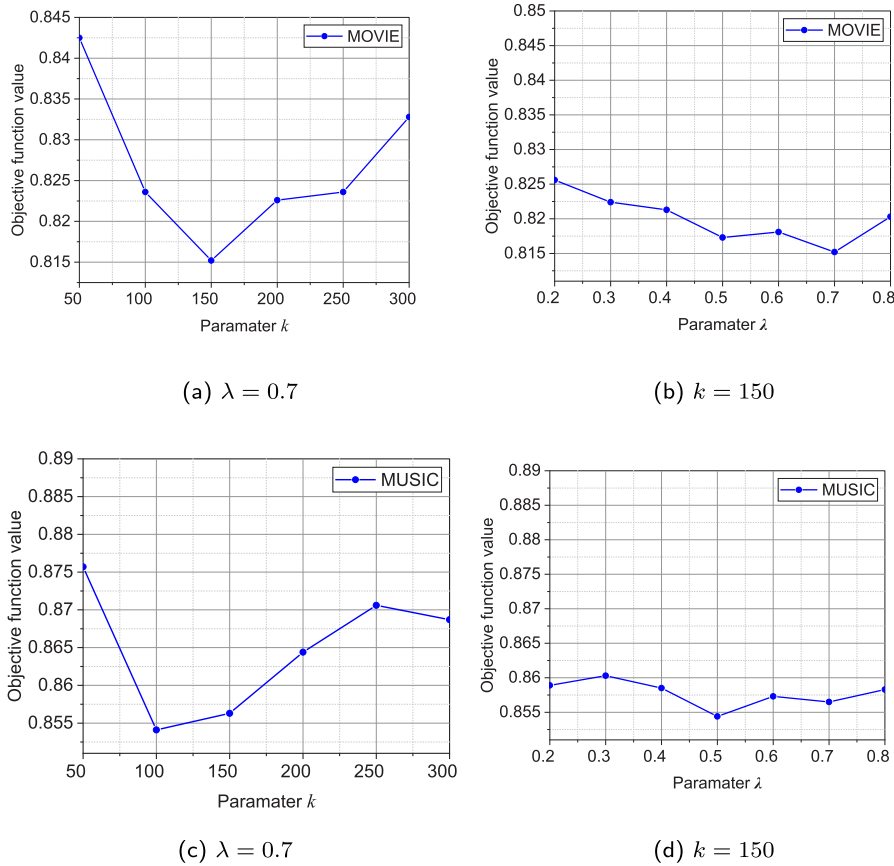 MOVIE
Objective function value
0.845
0.84
0.835
0.83
0.825
0.82
0.815
50 100 150 200 250 300
Paramater k
(a) λ = 0.7
MOVIE
Objective function value
0.85
0.845
0.84
0.835
0.83
0.825
0.82
0.815
0.2 0.3 0.4 0.5 0.6 0.7 0.8
Paramater λ
(b) k = 150
MUSIC
Objective function value
0.89
0.885
0.88
0.875
0.87
0.865
0.86
0.855
50 100 150 200 250 300
Paramater k
(c) λ = 0.7
MUSIC
Objective function value
0.89
0.885
0.88
0.875
0.87
0.865
0.86
0.855
0.2 0.3 0.4 0.5 0.6 0.7 0.8
Paramater λ
(d) k = 150